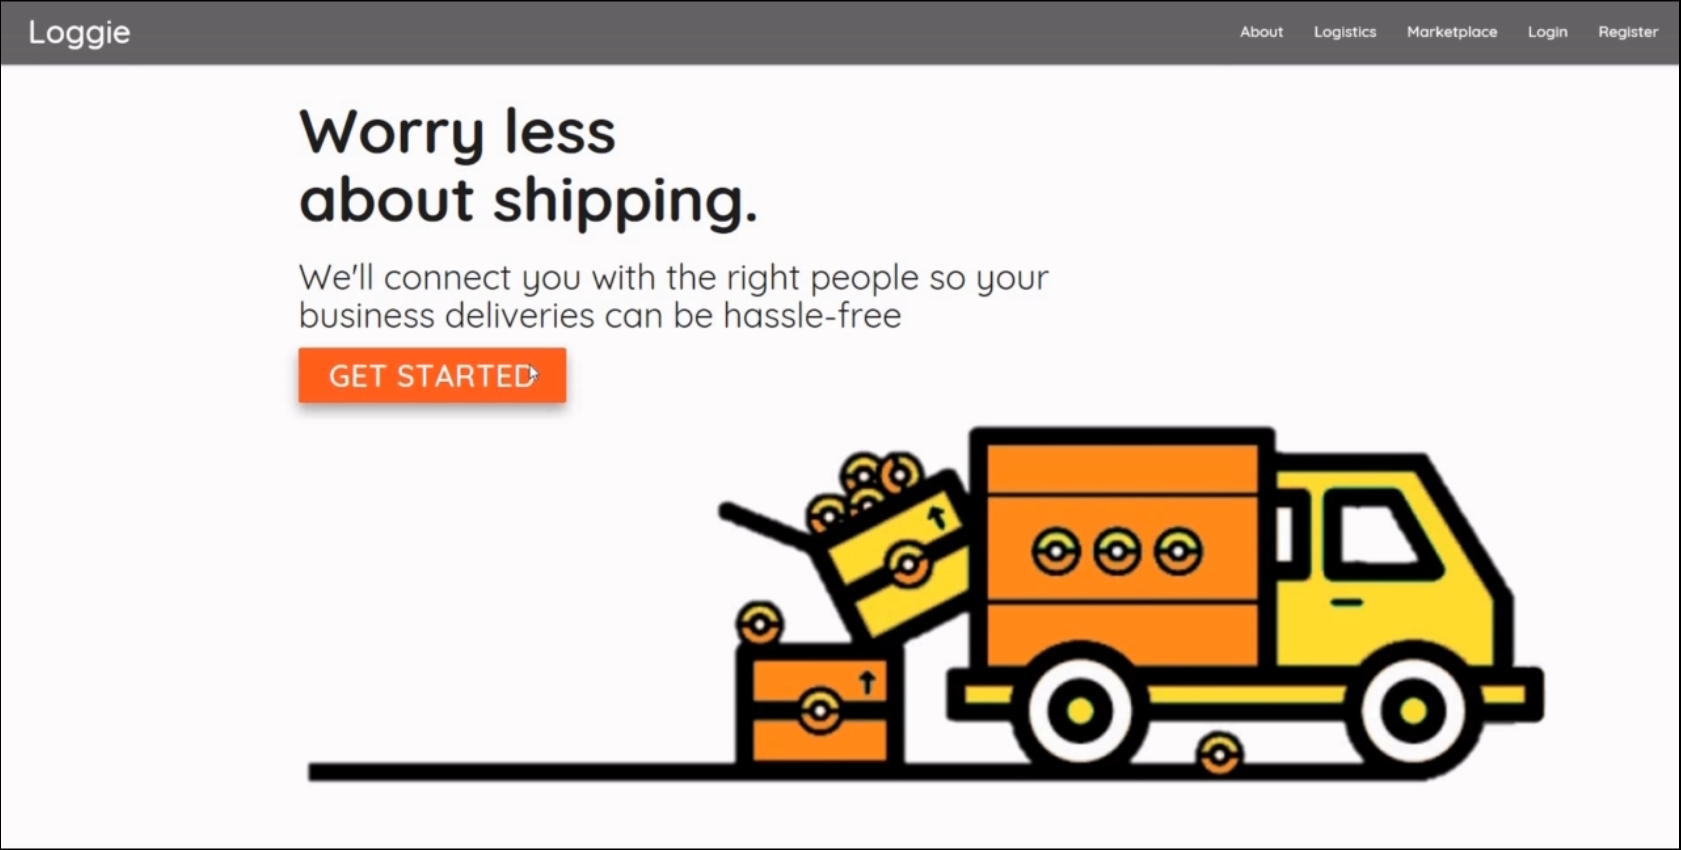 Loggie
About Logistics Marketplace Login Register
Worry less
about shipping.
We'll connect you with the right people so your
business deliveries can be hassle-free
GET STARTED